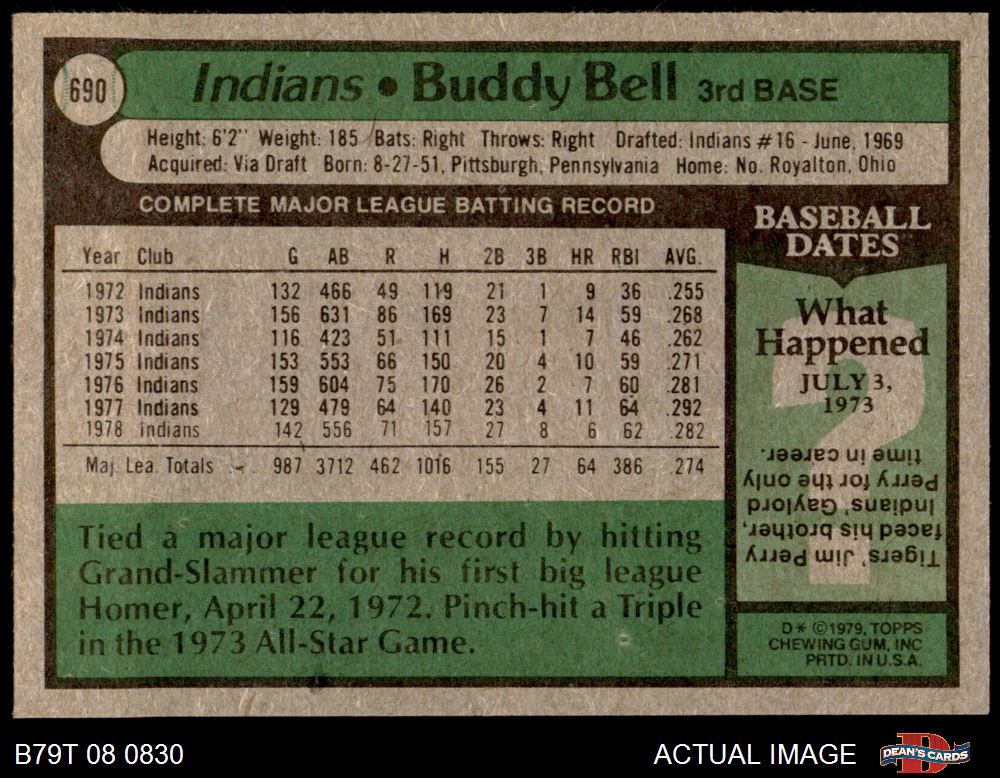 690
Indians • Buddy Bell 3rd BASE
Height: 6'2" Weight: 185 Bats: Right Throws: Right Drafted: Indians #16 - June, 1969
Acquired: Via Draft Born: 8-27-51, Pittsburgh, Pennsylvania Home: No. Royalton, Ohio
COMPLETE MAJOR LEAGUE BATTING RECORD
Year Club G AB R H 2B 3B HR RBI AVG.
1972 Indians 132 466 49 119 21 1 9 36 .255
1973 Indians 156 631 86 169 23 7 14 59 .268
1974 Indians 116 423 51 111 15 1 7 46 .262
1975 Indians 153 553 66 150 20 4 10 59 .271
1976 Indians 159 604 75 170 26 2 7 60 .281
1977 Indians 129 479 64 140 23 4 11 64 .292
1978 Indians 142 556 71 157 27 8 6 62 .282
Maj. Lea. Totals 987 3712 462 1016 155 27 64 386 .274
Tied a major league record by hitting
Grand-Slammer for his first big league
Homer, April 22, 1972. Pinch-hit a Triple
in the 1973 All-Star Game.
BASEBALL
DATES
What
Happened
JULY 3,
1973
Tigers' Jim Perry
faced his brother,
Indians' Gaylord
Perry for the only
time in career.
D* ©1979, TOPPS
CHEWING GUM, INC
PRTD. IN U.S.A.
B79T 08 0830
ACTUAL IMAGE
DEAN'S CARDS